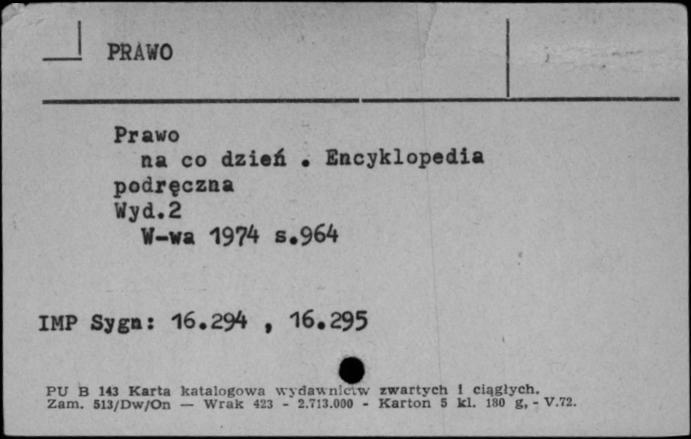 PRAWO
Prawo
na co dzień . Encyklopedia
podręczna
Wyd.2
W-wa 1974 s.964
IMP Sygn: 16.294 , 16.295
PU B 143 Karta katalogowa wydawnictw zwartych i ciągłych.
Zam. 513/Dw/On — Wrak 423 - 2.713.000 - Karton 5 kl. 180 g, - V.72.